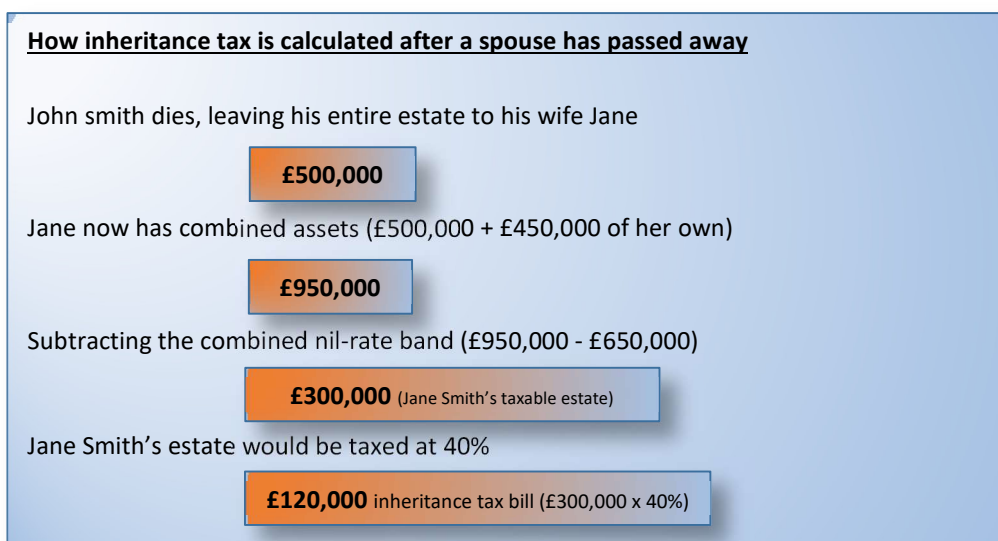 How inheritance tax is calculated after a spouse has passed away
John smith dies, leaving his entire estate to his wife Jane
£500,000
Jane now has combined assets (£500,000 + £450,000 of her own)
£950,000
Subtracting the combined nil-rate band (£950,000 - £650,000)
£300,000 (Jane Smith’s taxable estate)
Jane Smith’s estate would be taxed at 40%
£120,000 inheritance tax bill (£300,000 x 40%)